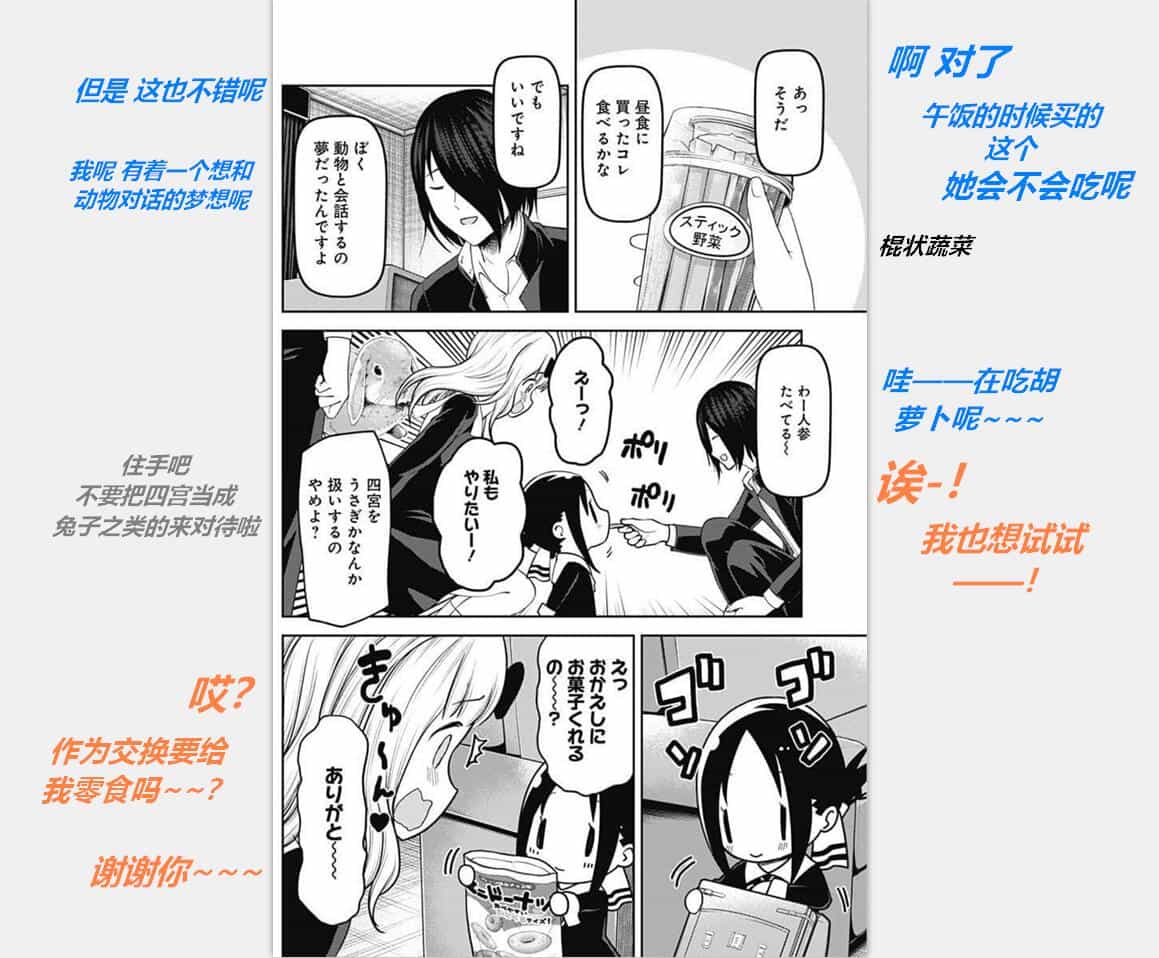 啊 对了
午饭的时候买的
这个
她会不会吃呢
棍状蔬菜
但是 这也不错呢
我呢 有着一个想和
动物对话的梦想呢
あっ
そうだ
昼食に
買ったコレ
食べるかな
スティック
野菜
でも
いいですね
ぼく
動物と会話するの
夢だったんですよ
哇——在吃胡
萝卜呢~~~
诶-！
我也想试试
——！
住手吧
不要把四宫当成
兔子之类的来对待啦
わー人参
たべてる～
ポリ
ポリ
えーっ！
私も
やりたいー！
四宮を
うさぎかなんか
扱いするの
やめよ？
哎？
作为交换要给
我零食吗~~？
谢谢你~~~
ゴソ
ゴソ
えっ
おかえしに
お菓子くれる
の～～～？
きゅ～～ん♥
ありがと～～～
ミニドーナッツ